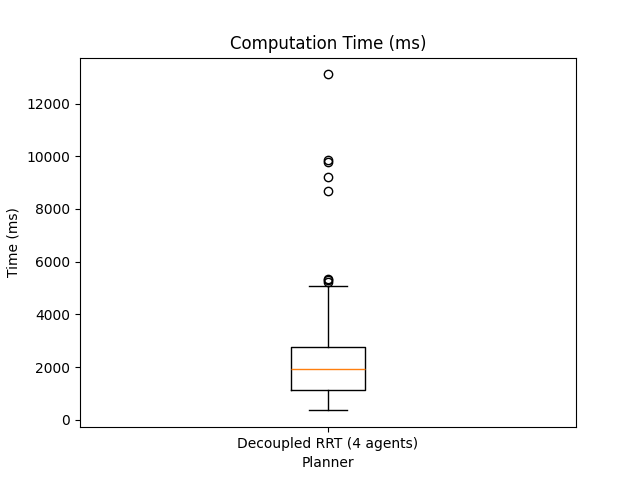 Computation Time (ms)
12000
10000
8000
6000
4000
2000
0
Time (ms)
Decoupled RRT (4 agents)
Planner